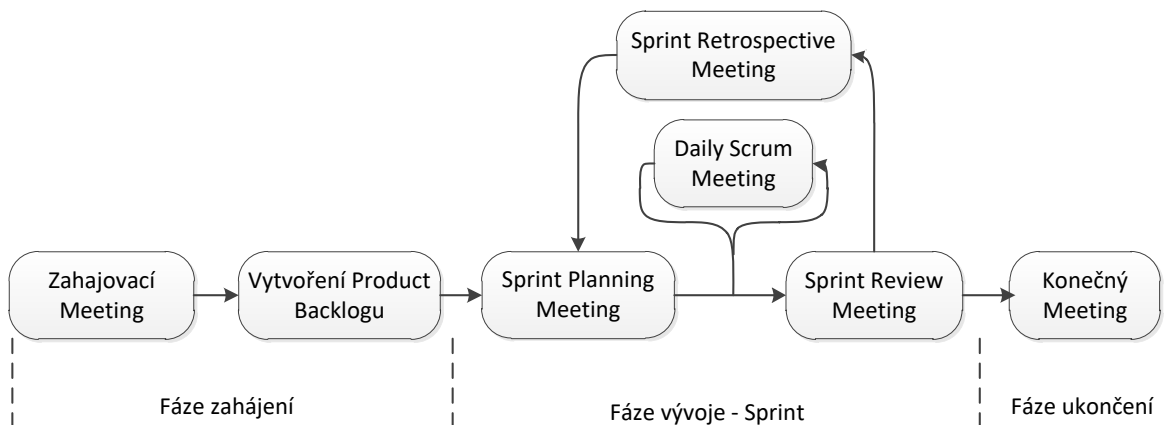 Sprint Retrospective
Meeting
Daily Scrum
Meeting
Zahajovací
Meeting
Vytvoření Product
Backlogu
Sprint Planning
Meeting
Sprint Review
Meeting
Konečný
Meeting
Fáze zahájení
Fáze vývoje - Sprint
Fáze ukončení